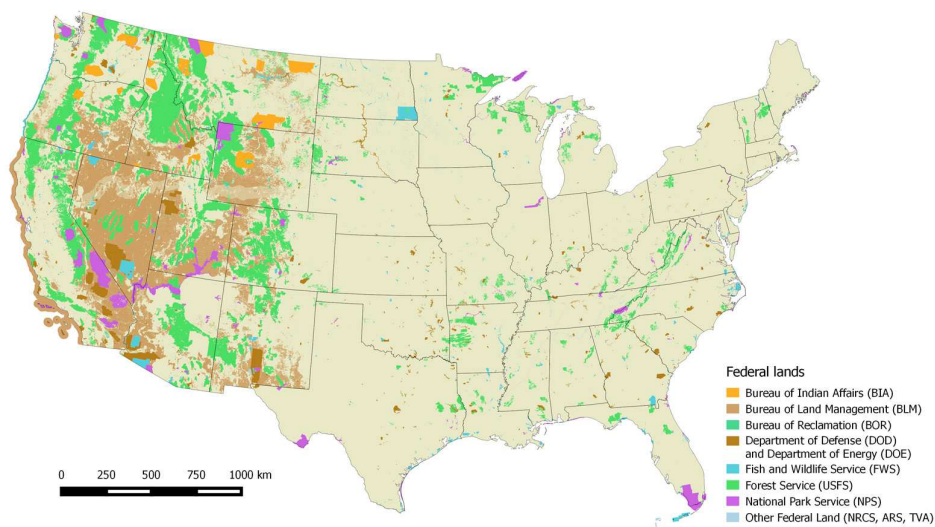 Federal lands
Bureau of Indian Affairs (BIA)
Bureau of Land Management (BLM)
Bureau of Reclamation (BOR)
Department of Defense (DOD)
and Department of Energy (DOE)
Fish and Wildlife Service (FWS)
Forest Service (USFS)
National Park Service (NPS)
Other Federal Land (NRCS, ARS, TVA)
0 250 500 750 1000 km